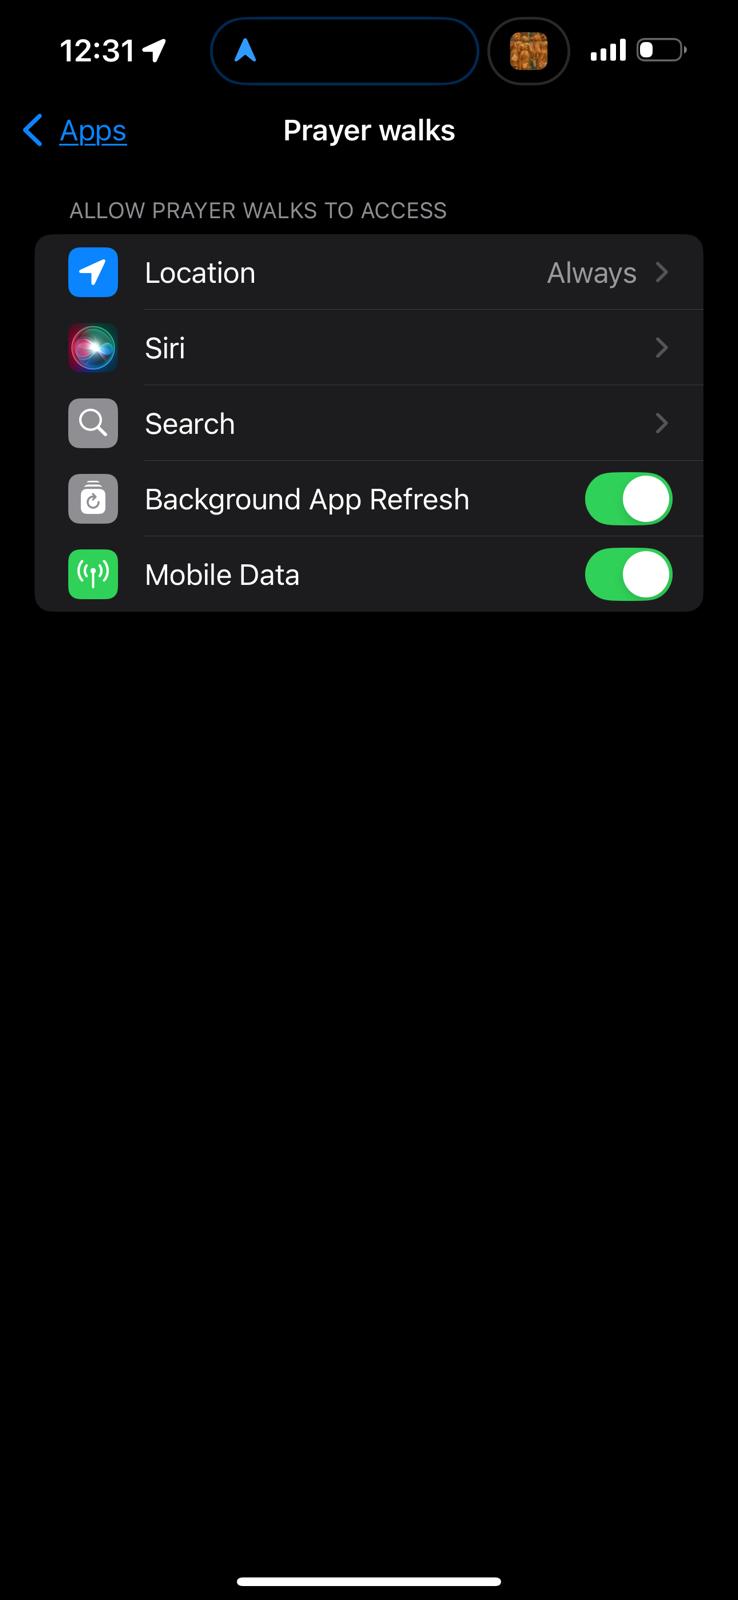 12:31
Apps
Prayer walks
ALLOW PRAYER WALKS TO ACCESS
Location Always
Siri
Search
Background App Refresh
Mobile Data